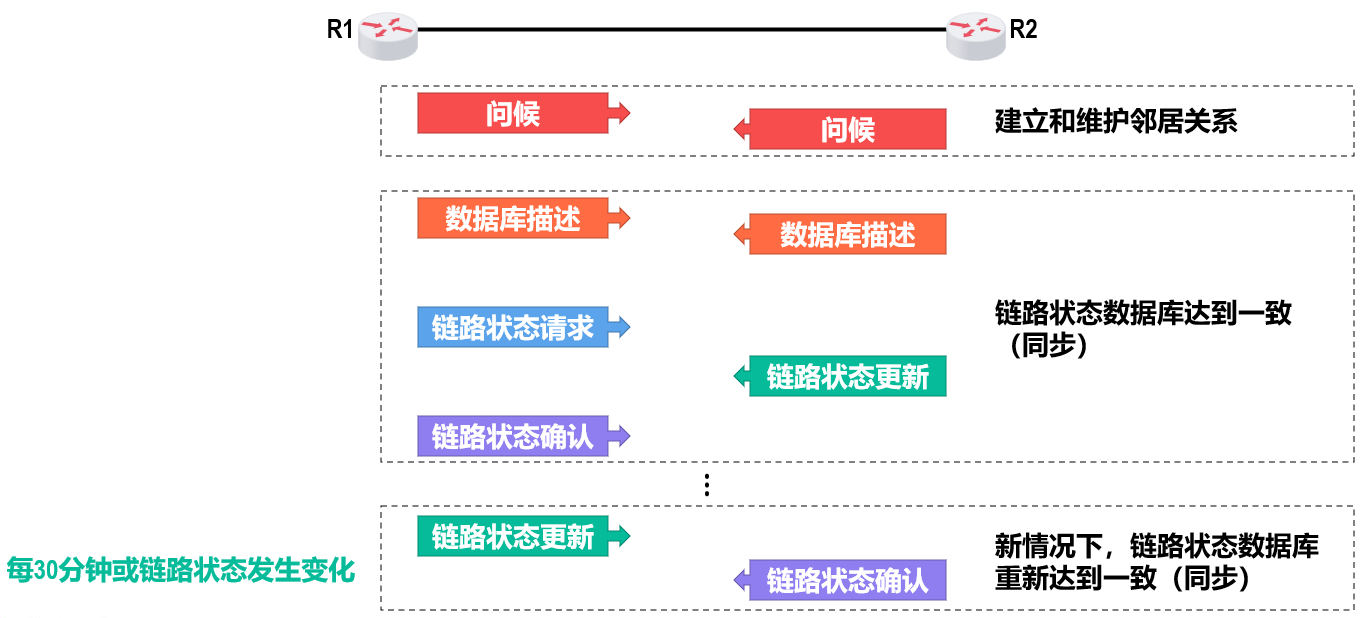 R1
R2
问候
问候
建立和维护邻居关系
数据库描述
数据库描述
链路状态请求
链路状态数据库达到一致
（同步）
链路状态更新
链路状态确认
链路状态更新
每30分钟或链路状态发生变化
新情况下，链路状态数据库
重新达到一致（同步）
链路状态确认